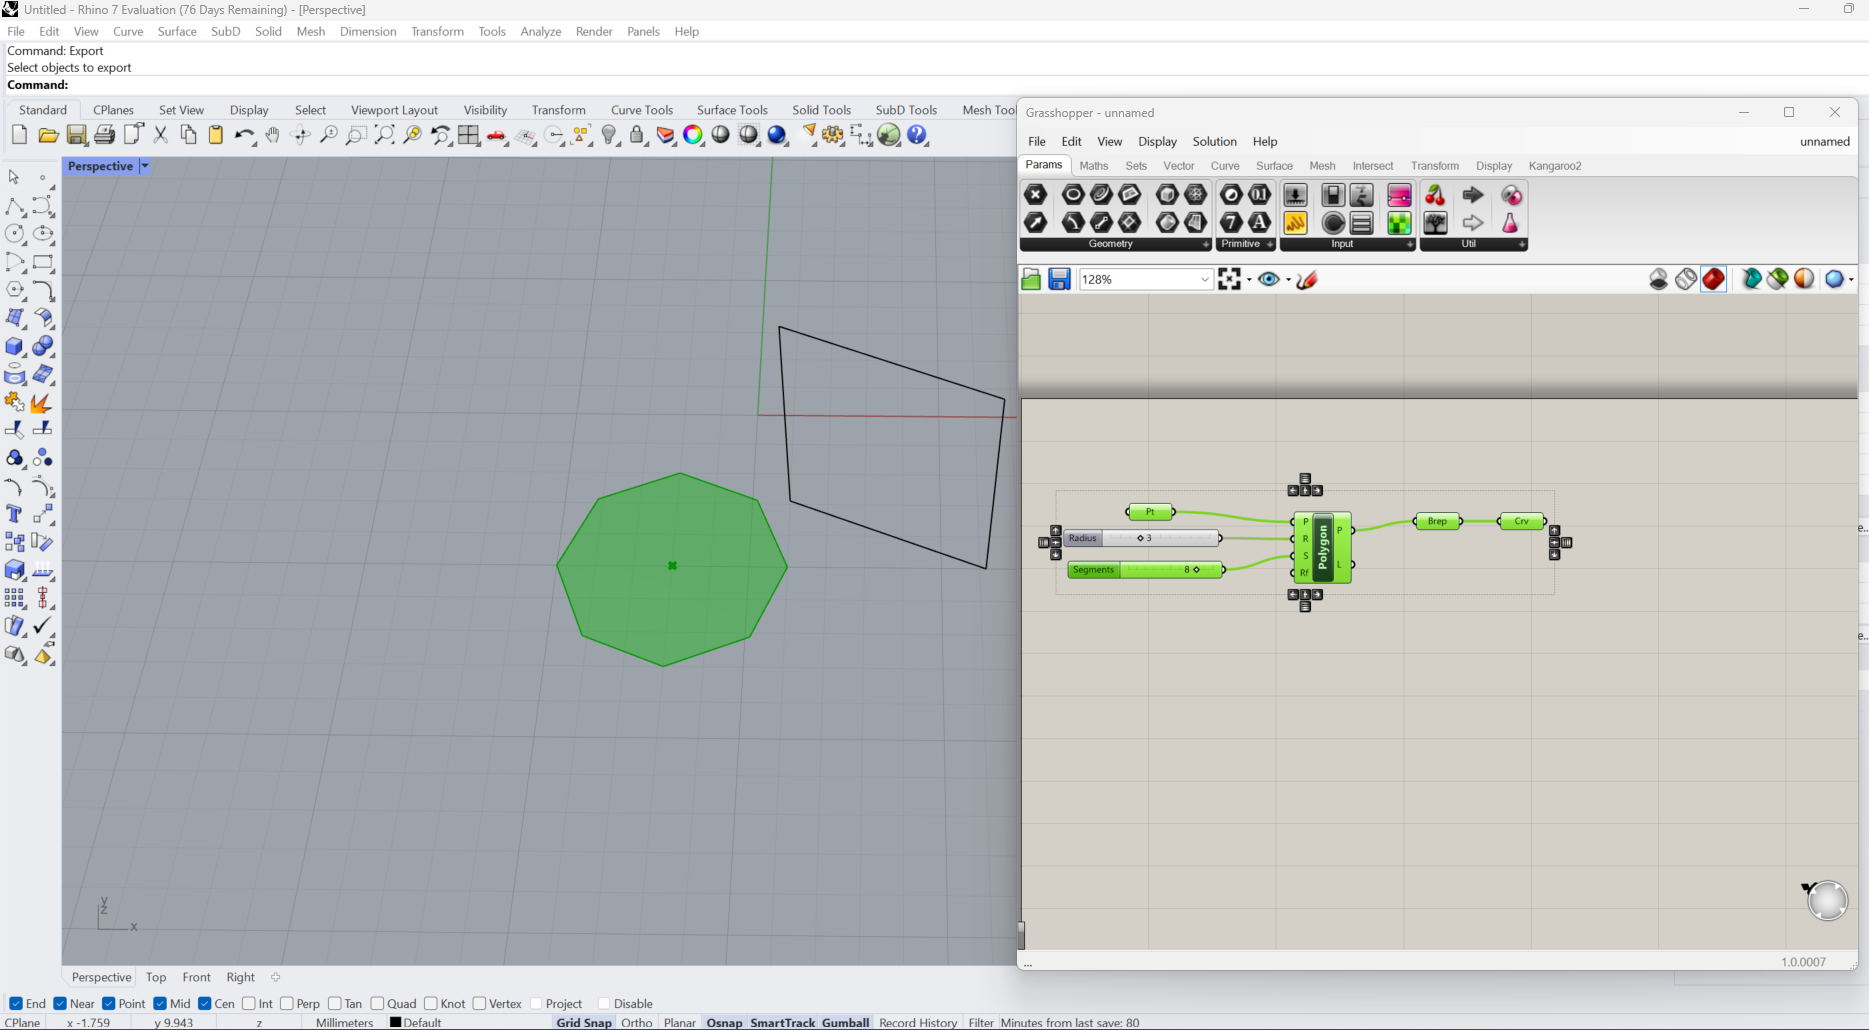 Untitled - Rhino 7 Evaluation (76 Days Remaining) - [Perspective]
File Edit View Curve Surface SubD Solid Mesh Dimension Transform Tools Analyze Render Panels Help
Command: Export
Select objects to export
Command:
Standard CPlanes Set View Display Select Viewport Layout Visibility Transform Curve Tools Surface Tools Solid Tools SubD Tools Mesh Tool
Perspective
Grasshopper - unnamed
File Edit View Display Solution Help unnamed
Params Maths Sets Vector Curve Surface Mesh Intersect Transform Display Kangaroo2
Geometry Primitive Input Util
128%
Pt
Radius 3
Segments 8
P
R
S
Rf
Polygon
P
L
Brep
Crv
y
z
x
...
1.0.0007
Perspective Top Front Right
End Near Point Mid Cen Int Perp Tan Quad Knot Vertex Project Disable
CPlane x -1.759 y 9.943 z Millimeters Default Grid Snap Ortho Planar Osnap SmartTrack Gumball Record History Filter Minutes from last save: 80